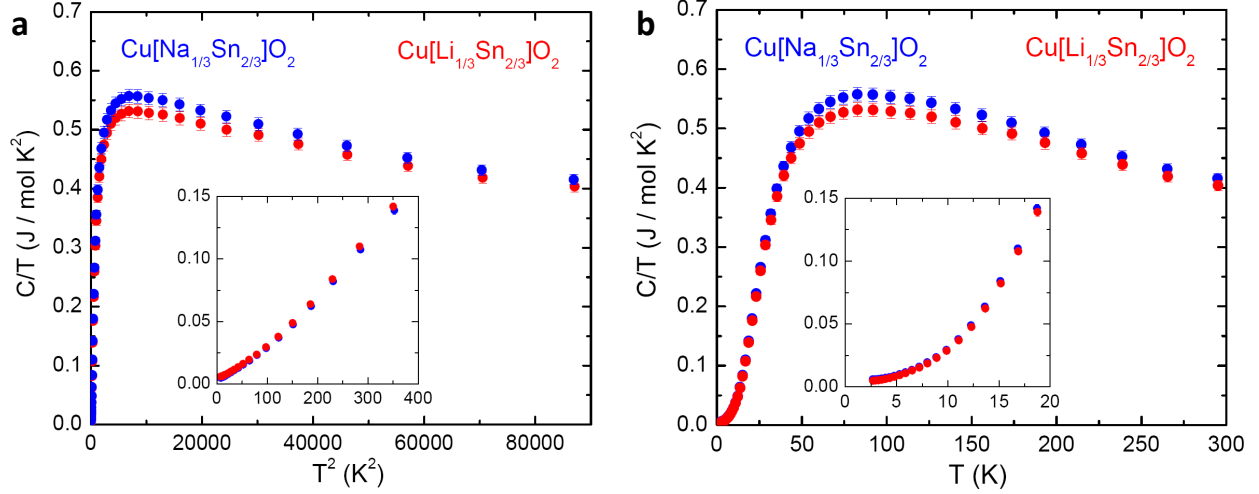 a
Cu[Na1/3Sn2/3]O2
Cu[Li1/3Sn2/3]O2
C/T (J / mol K2)
0.7
0.6
0.5
0.4
0.3
0.2
0.1
0.0
0.15
0.10
0.05
0.00
0 100 200 300 400
0 20000 40000 60000 80000
T2 (K2)
b
Cu[Na1/3Sn2/3]O2
Cu[Li1/3Sn2/3]O2
C/T (J / mol K2)
0.7
0.6
0.5
0.4
0.3
0.2
0.1
0.0
0.15
0.10
0.05
0.00
0 5 10 15 20
0 50 100 150 200 250 300
T (K)